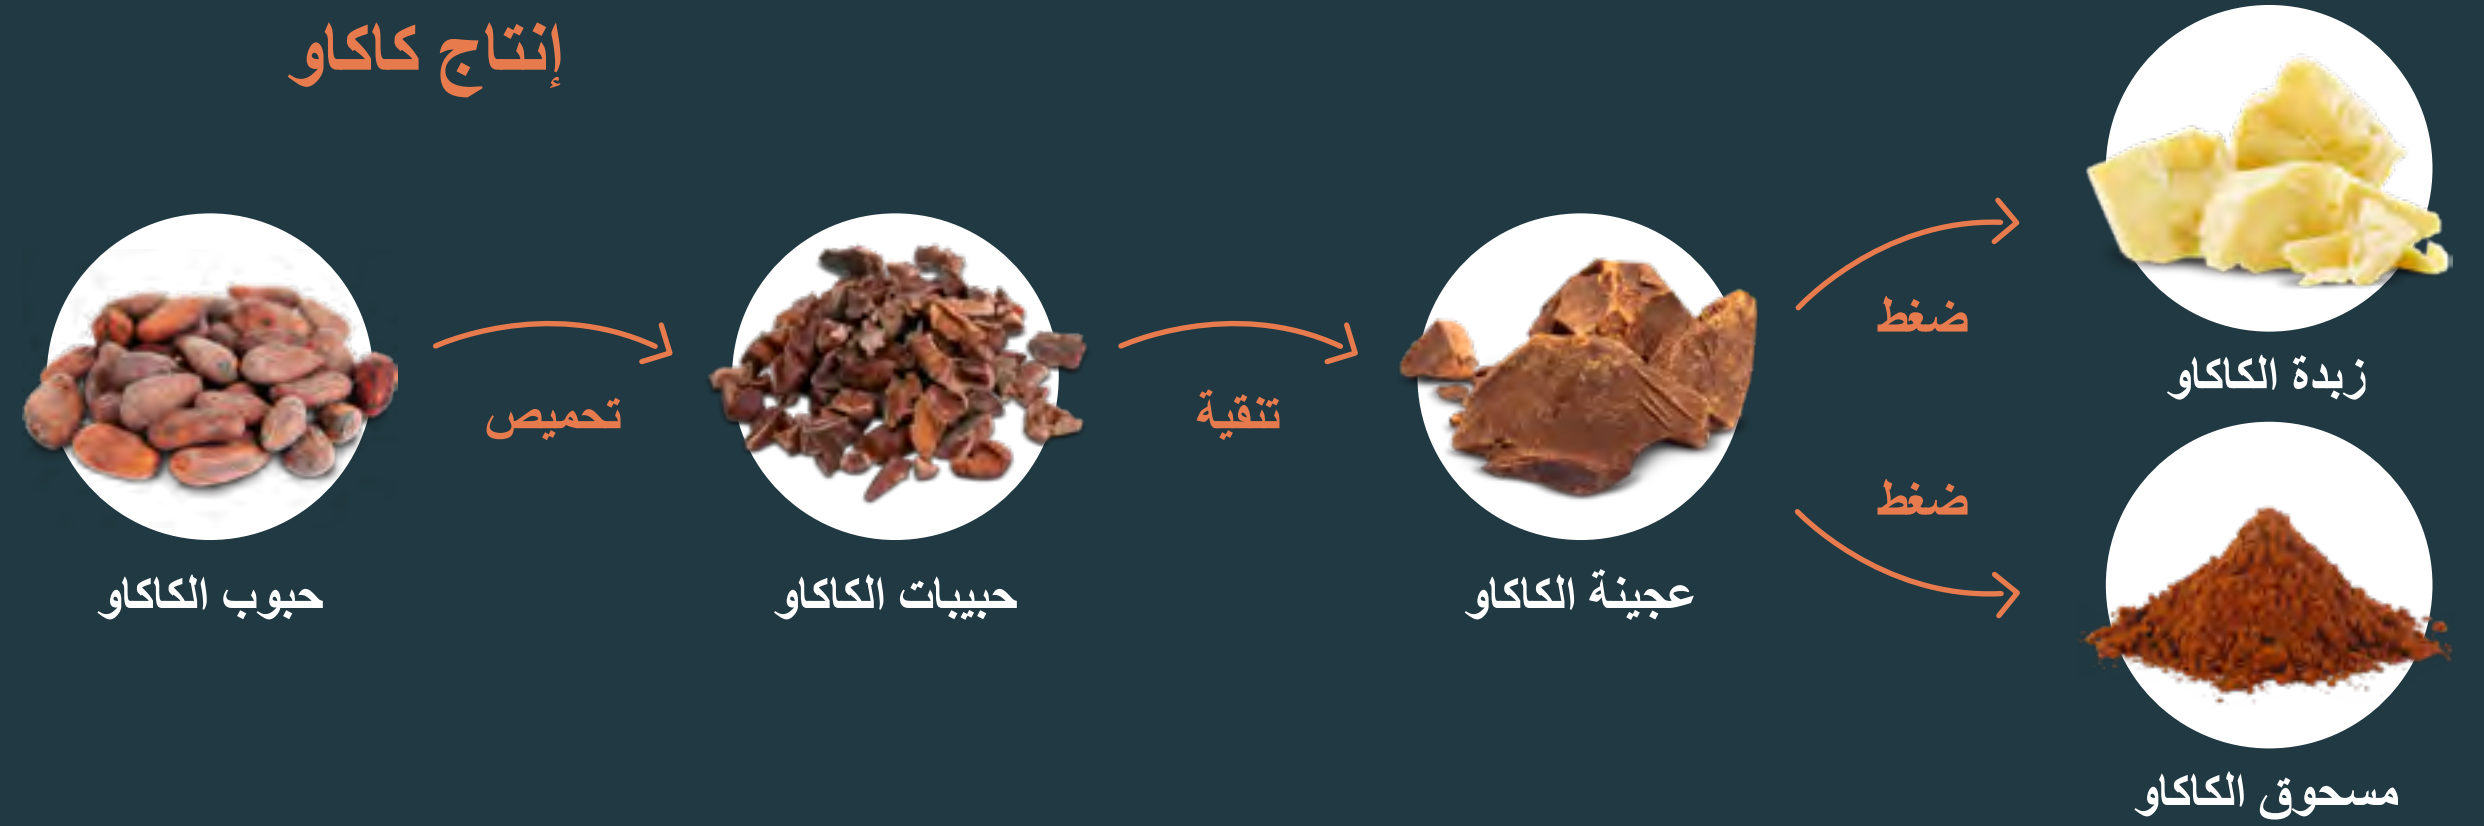 إنتاج كاكاو
حبوب الكاكاو
تحميص
حبيبات الكاكاو
تنقية
عجينة الكاكاو
ضغط
زبدة الكاكاو
ضغط
مسحوق الكاكاو